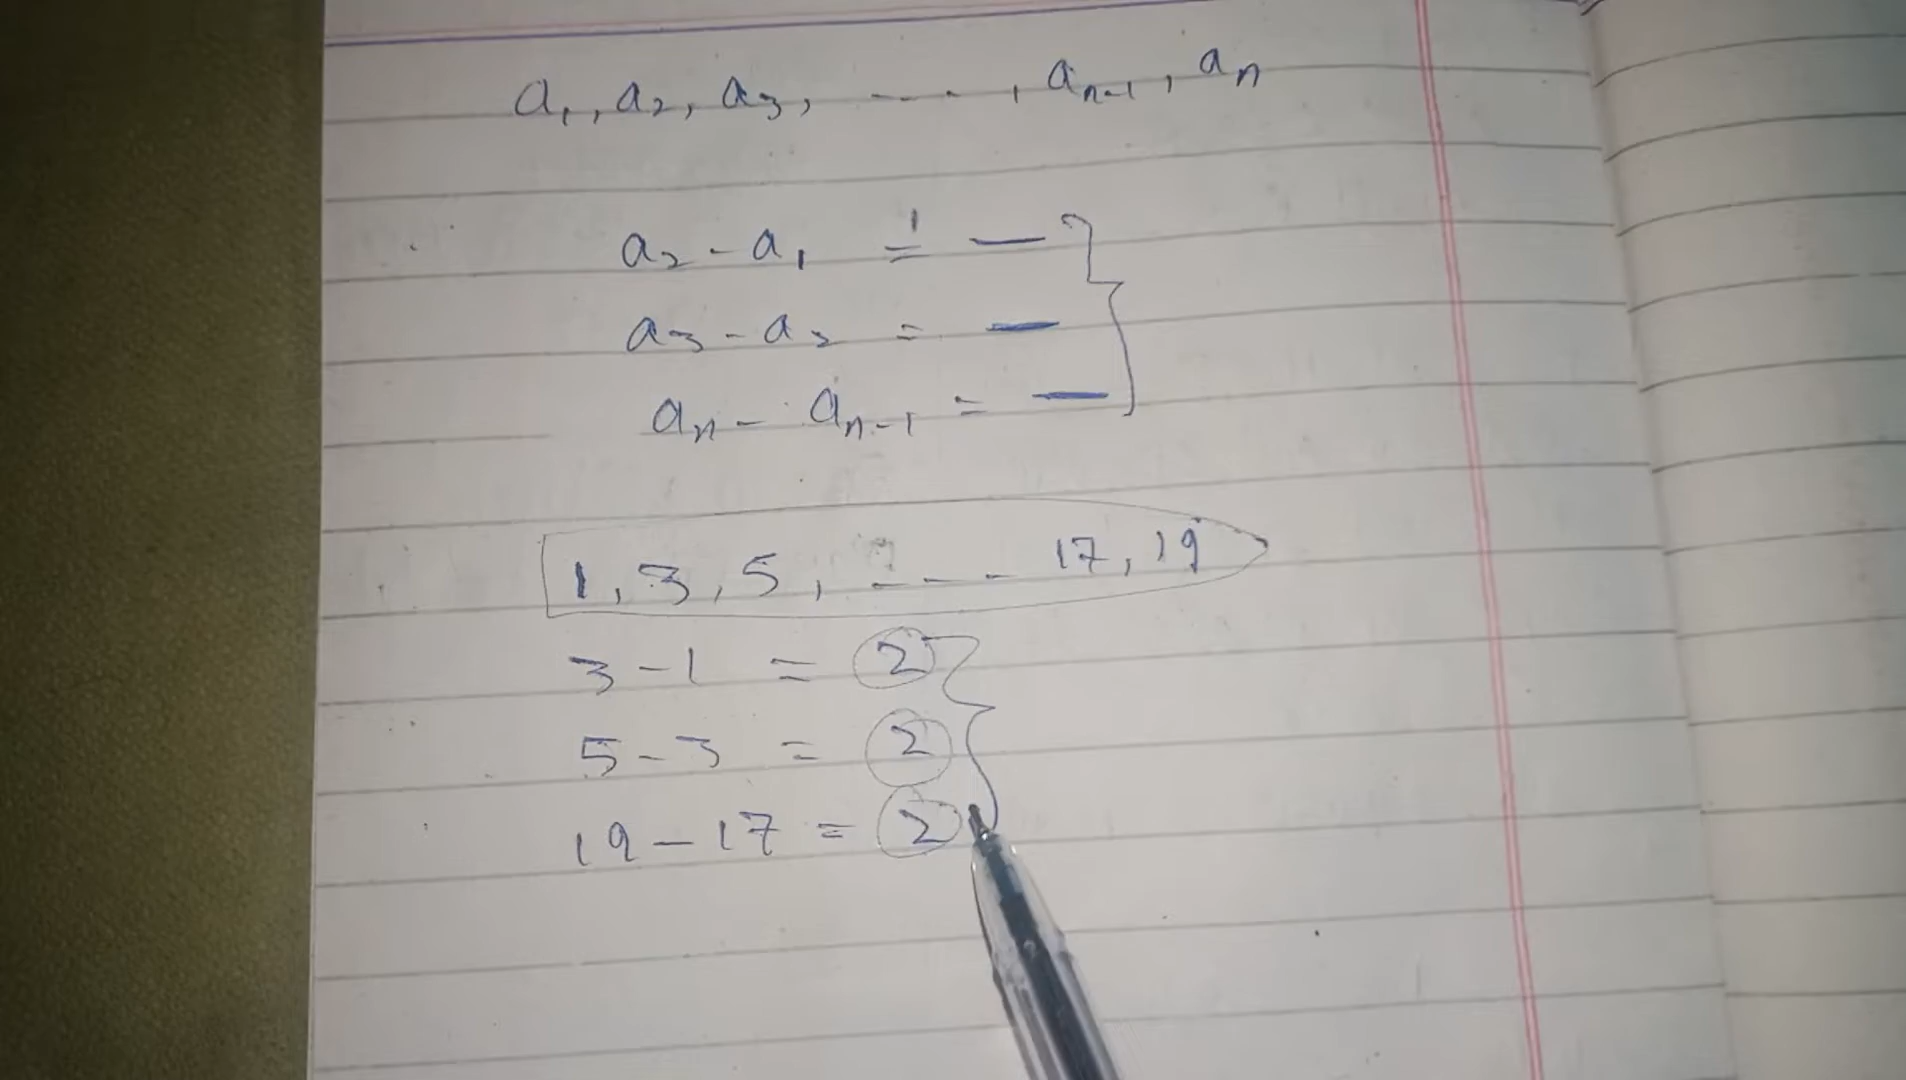 a₁, a₂, a₃, - - - - , aₙ₋₁, aₙ
a₂ - a₁ = —
a₃ - a₂ = —
aₙ - aₙ₋₁ = —
1, 3, 5, - - - 17, 19
3 - 1 = 2
5 - 3 = 2
19 - 17 = 2